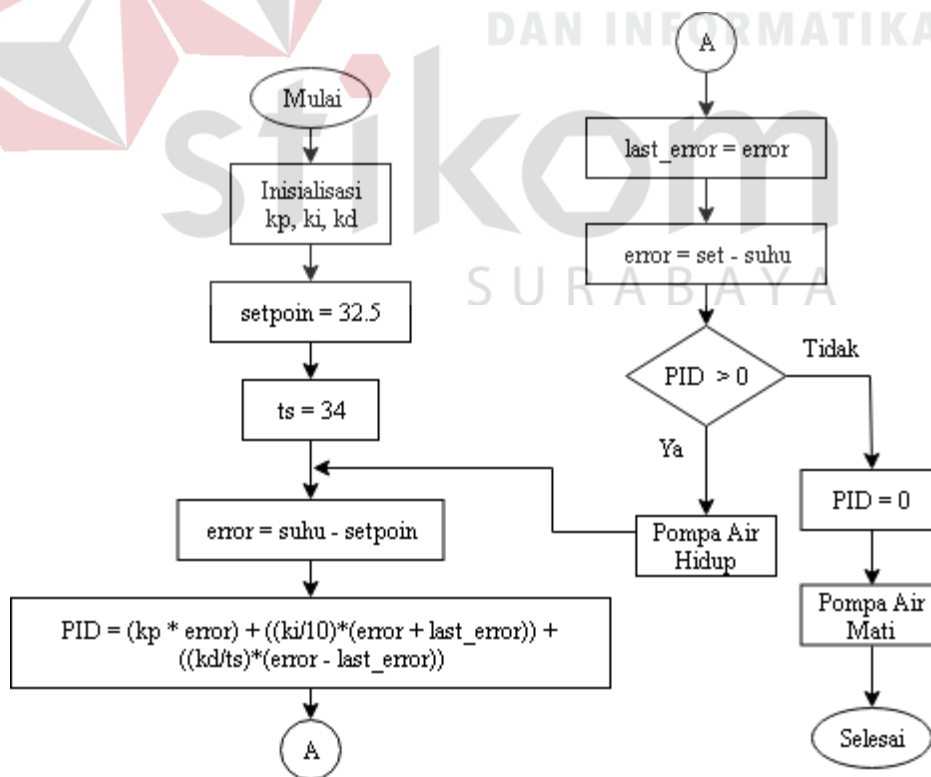 DAN INFORMATIKA
stikom
SURABAYA
Mulai
Inisialisasi
kp, ki, kd
setpoin = 32.5
ts = 34
error = suhu - setpoin
PID = (kp * error) + ((ki/10)*(error + last_error)) +
((kd/ts)*(error - last_error))
A
A
last_error = error
error = set - suhu
PID > 0
Tidak
Ya
Pompa Air
Hidup
PID = 0
Pompa Air
Mati
Selesai